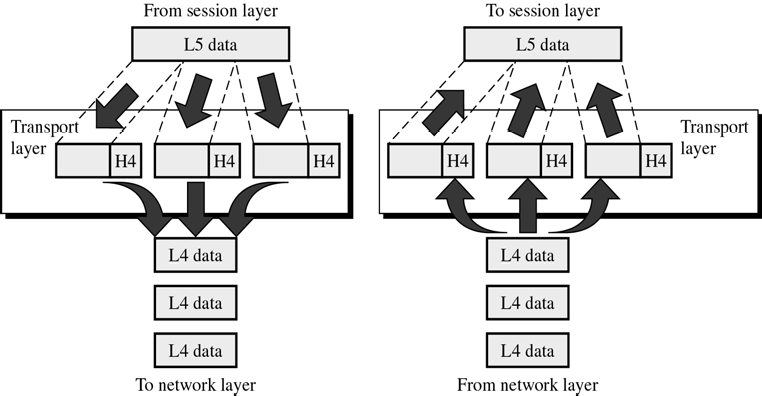 From session layer
L5 data
Transport
layer
H4
H4
H4
L4 data
L4 data
L4 data
To network layer
To session layer
L5 data
Transport
layer
H4
H4
H4
L4 data
L4 data
L4 data
From network layer